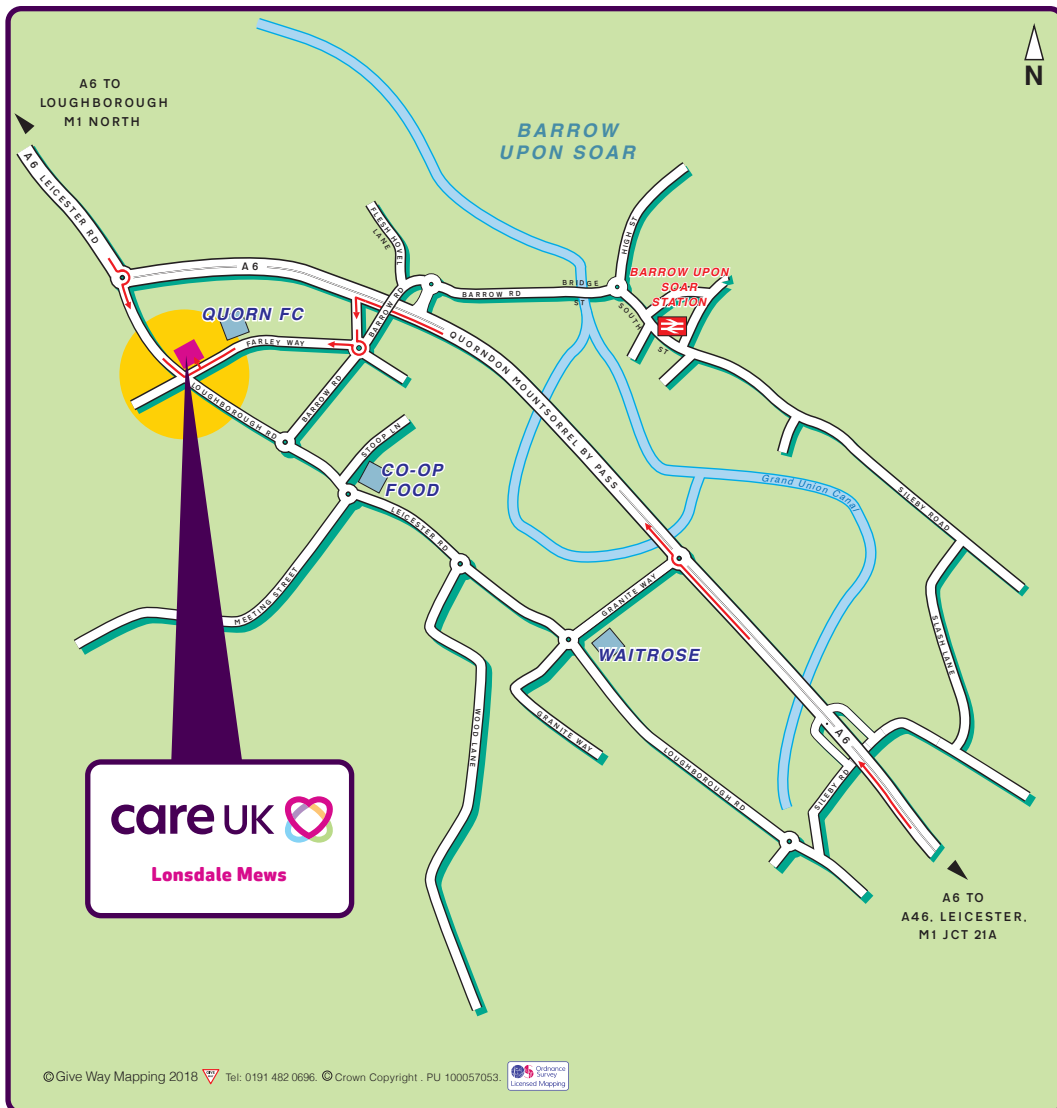 A6 TO
LOUGHBOROUGH
M1 NORTH
N
BARROW
UPON SOAR
A6 LEICESTER RD
FLESH HOVEL
LANE
HIGH ST
A6
BARROW UPON
SOAR
STATION
BRIDGE
ST
BARROW RD
BARROW RD
SOUTH
ST
QUORN FC
FARLEY WAY
QUORNDON MOUNTSORREL BY PASS
LOUGHBOROUGH RD
BARROW RD
STOOP LN
CO-OP
FOOD
LEICESTER RD
Grand Union Canal
SILEBY ROAD
MEETING STREET
GRANITE WAY
SLASH LANE
WAITROSE
WOOD LANE
GRANITE WAY
LOUGHBOROUGH RD
A6
SILEBY RD
care UK
Lonsdale Mews
A6 TO
A46, LEICESTER,
M1 JCT 21A
© Give Way Mapping 2018 GIVE WAY Tel: 0191 482 0696. © Crown Copyright . PU 100057053.
Ordnance
Survey
Licensed Mapping